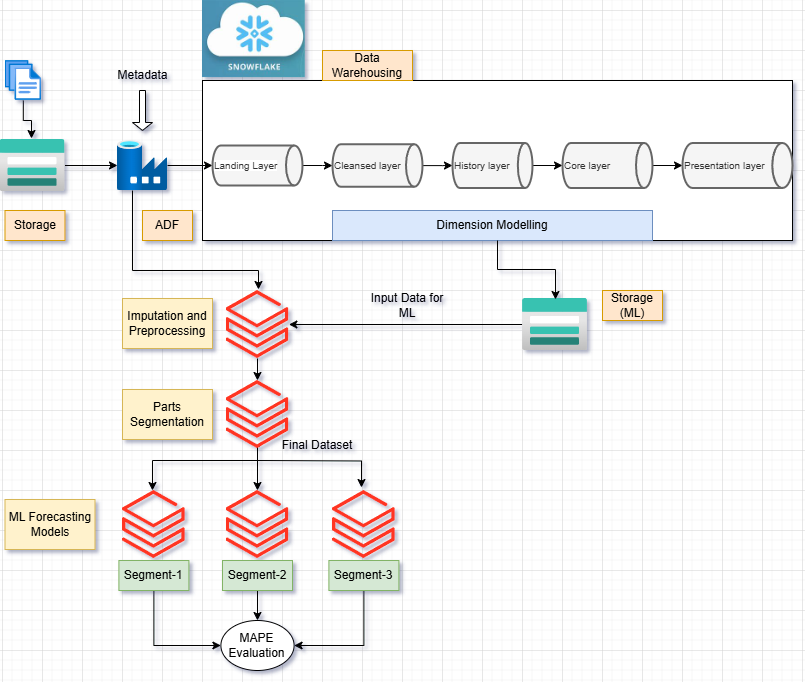 SNOWFLAKE
Data
Warehousing
Metadata
Landing Layer
Cleansed layer
History layer
Core layer
Presentation layer
Storage
ADF
Dimension Modelling
Imputation and
Preprocessing
Input Data for
ML
Storage
(ML)
Parts
Segmentation
Final Dataset
ML Forecasting
Models
Segment-1
Segment-2
Segment-3
MAPE
Evaluation